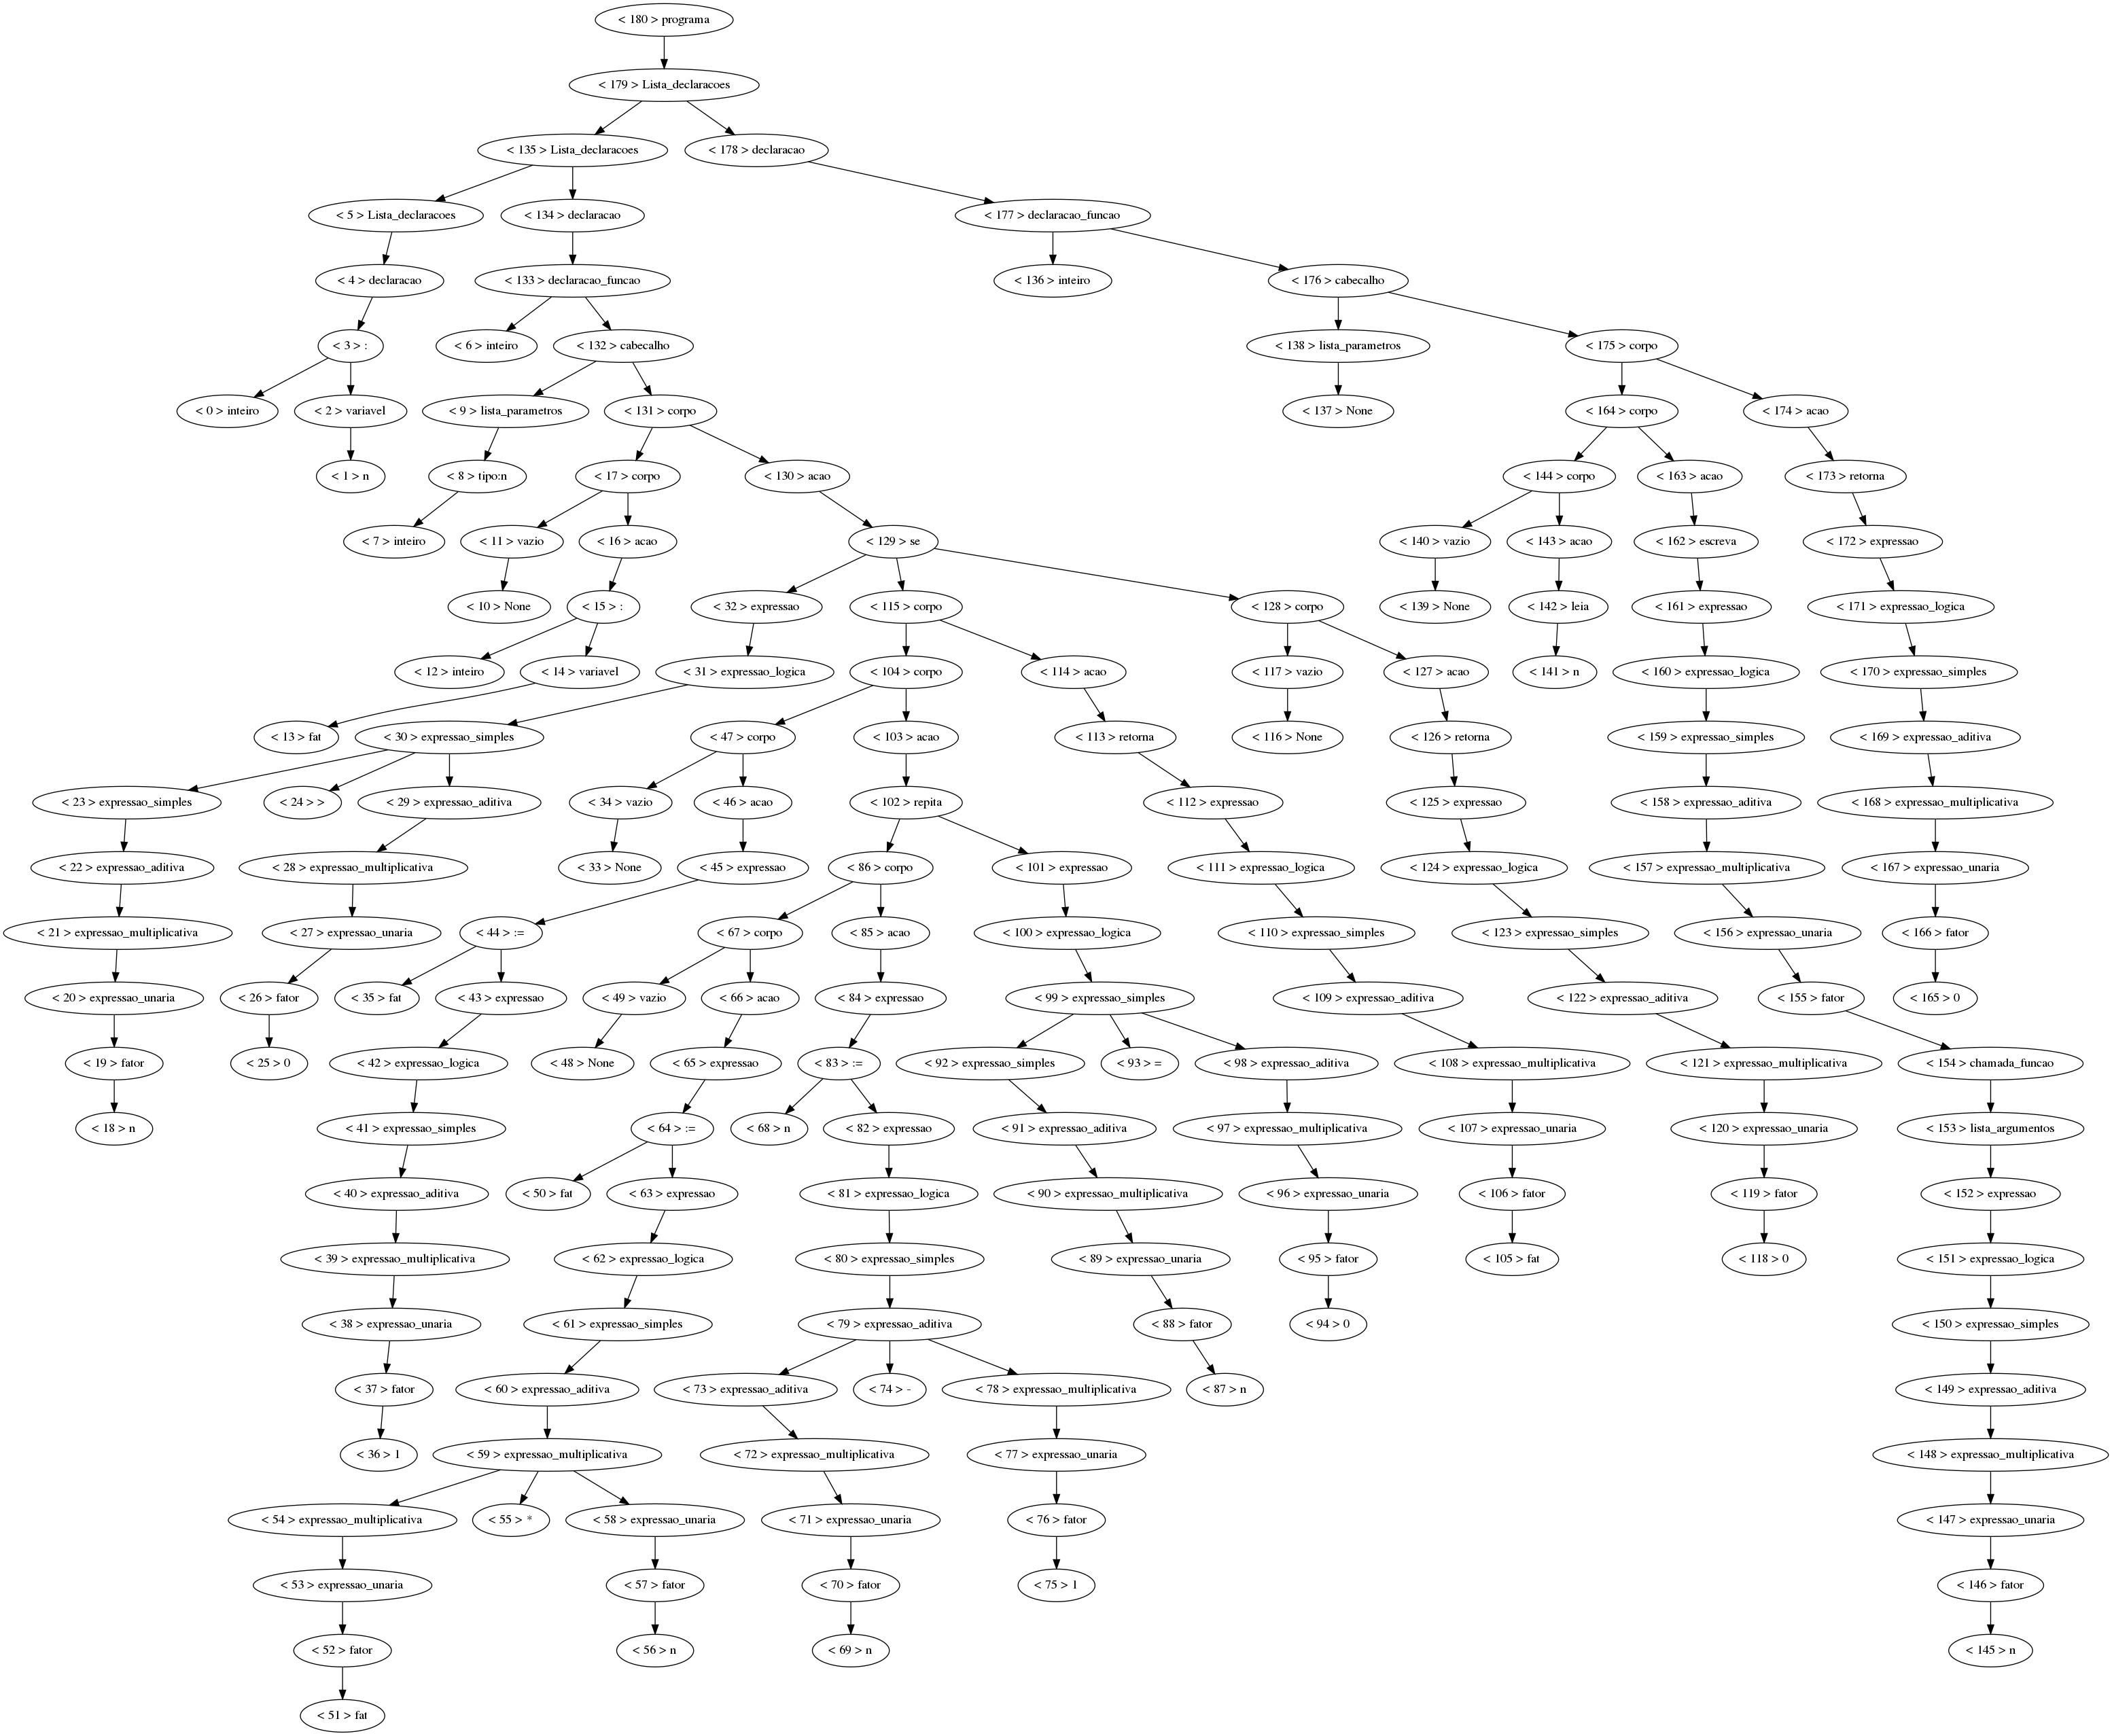 < 180 > programa
< 179 > Lista_declaracoes
< 135 > Lista_declaracoes
< 178 > declaracao
< 5 > Lista_declaracoes
< 134 > declaracao
< 177 > declaracao_funcao
< 4 > declaracao
< 133 > declaracao_funcao
< 136 > inteiro
< 176 > cabecalho
< 3 > :
< 6 > inteiro
< 132 > cabecalho
< 138 > lista_parametros
< 175 > corpo
< 0 > inteiro
< 2 > variavel
< 9 > lista_parametros
< 131 > corpo
< 137 > None
< 164 > corpo
< 174 > acao
< 1 > n
< 8 > tipo:n
< 17 > corpo
< 130 > acao
< 144 > corpo
< 163 > acao
< 173 > retorna
< 7 > inteiro
< 11 > vazio
< 16 > acao
< 129 > se
< 140 > vazio
< 143 > acao
< 162 > escreva
< 172 > expressao
< 10 > None
< 15 > :
< 32 > expressao
< 115 > corpo
< 128 > corpo
< 139 > None
< 142 > leia
< 161 > expressao
< 171 > expressao_logica
< 12 > inteiro
< 14 > variavel
< 31 > expressao_logica
< 104 > corpo
< 114 > acao
< 117 > vazio
< 127 > acao
< 141 > n
< 160 > expressao_logica
< 170 > expressao_simples
< 13 > fat
< 30 > expressao_simples
< 47 > corpo
< 103 > acao
< 113 > retorna
< 116 > None
< 126 > retorna
< 159 > expressao_simples
< 169 > expressao_aditiva
< 23 > expressao_simples
< 24 > >
< 29 > expressao_aditiva
< 34 > vazio
< 46 > acao
< 102 > repita
< 112 > expressao
< 125 > expressao
< 158 > expressao_aditiva
< 168 > expressao_multiplicativa
< 22 > expressao_aditiva
< 28 > expressao_multiplicativa
< 33 > None
< 45 > expressao
< 86 > corpo
< 101 > expressao
< 111 > expressao_logica
< 124 > expressao_logica
< 157 > expressao_multiplicativa
< 167 > expressao_unaria
< 21 > expressao_multiplicativa
< 27 > expressao_unaria
< 44 > :=
< 67 > corpo
< 85 > acao
< 100 > expressao_logica
< 110 > expressao_simples
< 123 > expressao_simples
< 156 > expressao_unaria
< 166 > fator
< 20 > expressao_unaria
< 26 > fator
< 35 > fat
< 43 > expressao
< 49 > vazio
< 66 > acao
< 84 > expressao
< 99 > expressao_simples
< 109 > expressao_aditiva
< 122 > expressao_aditiva
< 155 > fator
< 165 > 0
< 19 > fator
< 25 > 0
< 42 > expressao_logica
< 48 > None
< 65 > expressao
< 83 > :=
< 92 > expressao_simples
< 93 > =
< 98 > expressao_aditiva
< 108 > expressao_multiplicativa
< 121 > expressao_multiplicativa
< 154 > chamada_funcao
< 18 > n
< 41 > expressao_simples
< 64 > :=
< 68 > n
< 82 > expressao
< 91 > expressao_aditiva
< 97 > expressao_multiplicativa
< 107 > expressao_unaria
< 120 > expressao_unaria
< 153 > lista_argumentos
< 40 > expressao_aditiva
< 50 > fat
< 63 > expressao
< 81 > expressao_logica
< 90 > expressao_multiplicativa
< 96 > expressao_unaria
< 106 > fator
< 119 > fator
< 152 > expressao
< 39 > expressao_multiplicativa
< 62 > expressao_logica
< 80 > expressao_simples
< 89 > expressao_unaria
< 95 > fator
< 105 > fat
< 118 > 0
< 151 > expressao_logica
< 38 > expressao_unaria
< 61 > expressao_simples
< 79 > expressao_aditiva
< 88 > fator
< 94 > 0
< 150 > expressao_simples
< 37 > fator
< 60 > expressao_aditiva
< 73 > expressao_aditiva
< 74 > -
< 78 > expressao_multiplicativa
< 87 > n
< 149 > expressao_aditiva
< 36 > 1
< 59 > expressao_multiplicativa
< 72 > expressao_multiplicativa
< 77 > expressao_unaria
< 148 > expressao_multiplicativa
< 54 > expressao_multiplicativa
< 55 > *
< 58 > expressao_unaria
< 71 > expressao_unaria
< 76 > fator
< 147 > expressao_unaria
< 53 > expressao_unaria
< 57 > fator
< 70 > fator
< 75 > 1
< 146 > fator
< 52 > fator
< 56 > n
< 69 > n
< 145 > n
< 51 > fat